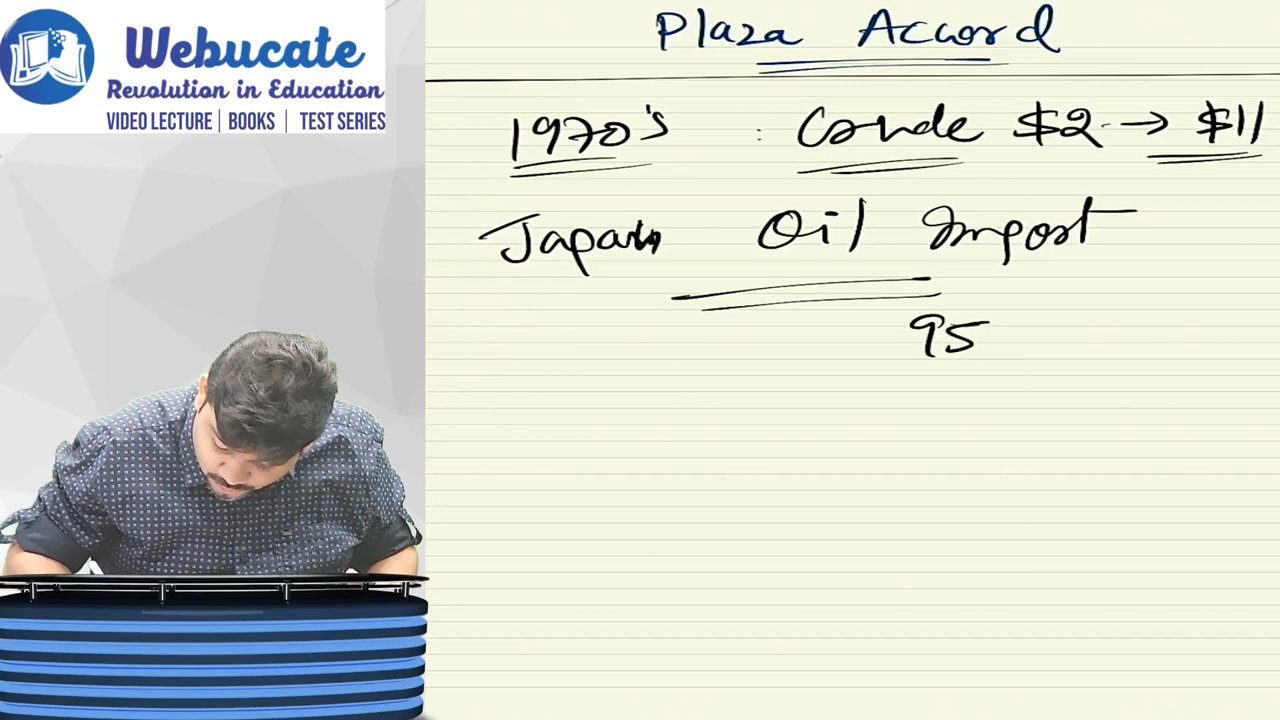 Webucate
Revolution in Education
VIDEO LECTURE | BOOKS | TEST SERIES
Plaza Accord
1970's : Crude $2 → $11
Japan Oil Import
95